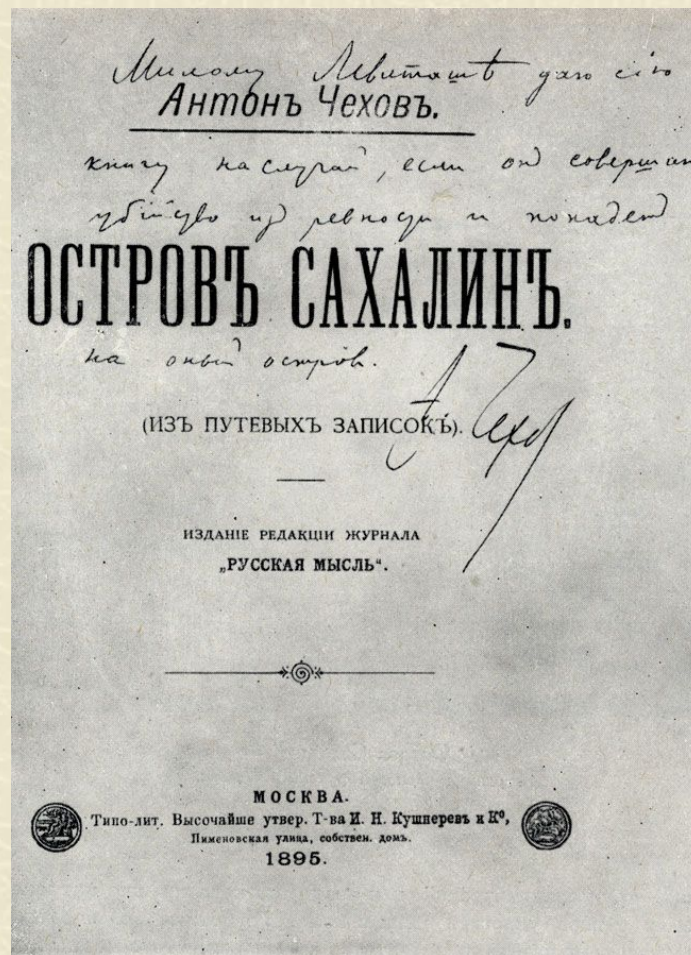 Милому Левиташѣ даю сію
Антонъ Чеховъ.
книгу на случай, если он совершит
убійство из ревности и попадет
ОСТРОВЪ САХАЛИНЪ.
на оный остров.
А Чехов
(ИЗЪ ПУТЕВЫХЪ ЗАПИСОКЪ).
ИЗДАНІЕ РЕДАКЦІИ ЖУРНАЛА
„РУССКАЯ МЫСЛЬ“.
МОСКВА.
Типо-лит. Высочайше утвер. Т-ва И. Н. Кушнеревъ и Кº,
Пименовская улица, собствен. домъ.
1895.